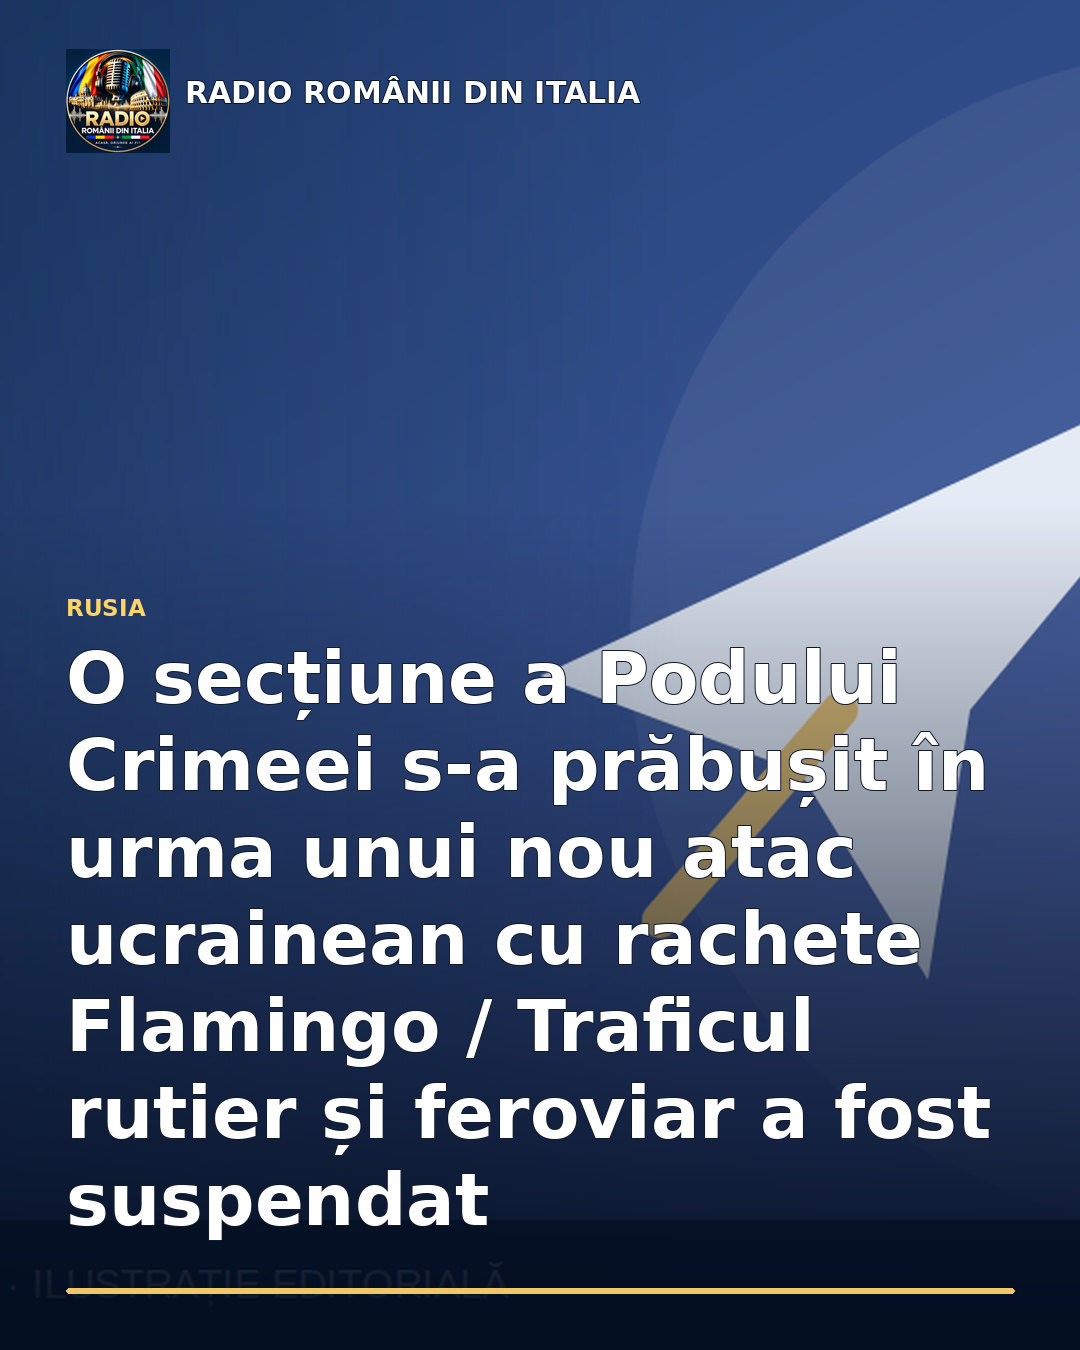 RADIO
ROMÂNII DIN ITALIA
RADIO ROMÂNII DIN ITALIA
RUSIA
O secțiune a Podului
Crimeei s-a prăbușit în
urma unui nou atac
ucrainean cu rachete
Flamingo / Traficul
rutier și feroviar a fost
suspendat
· ILUSTRAȚIE EDITORIALĂ